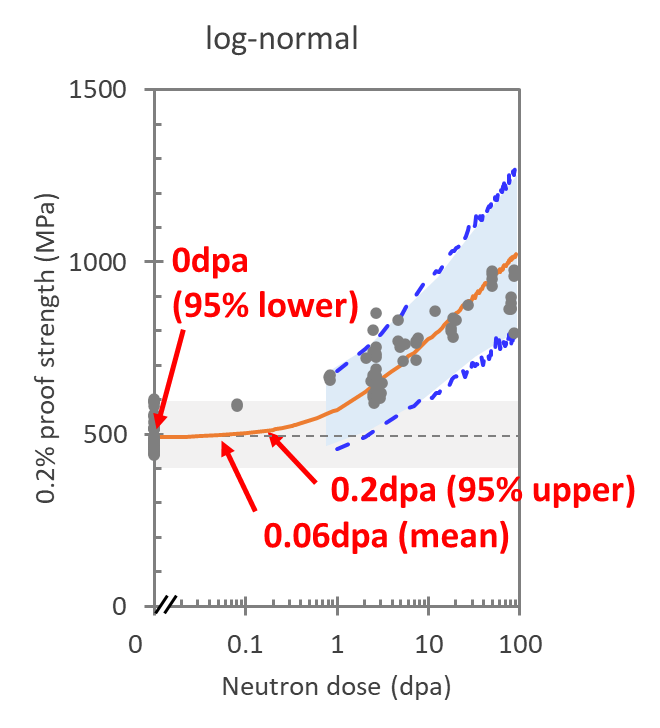 log-normal
1500
1000
500
0
0.2% proof strength (MPa)
0dpa
(95% lower)
0.2dpa (95% upper)
0.06dpa (mean)
0 0.1 1 10 100
Neutron dose (dpa)